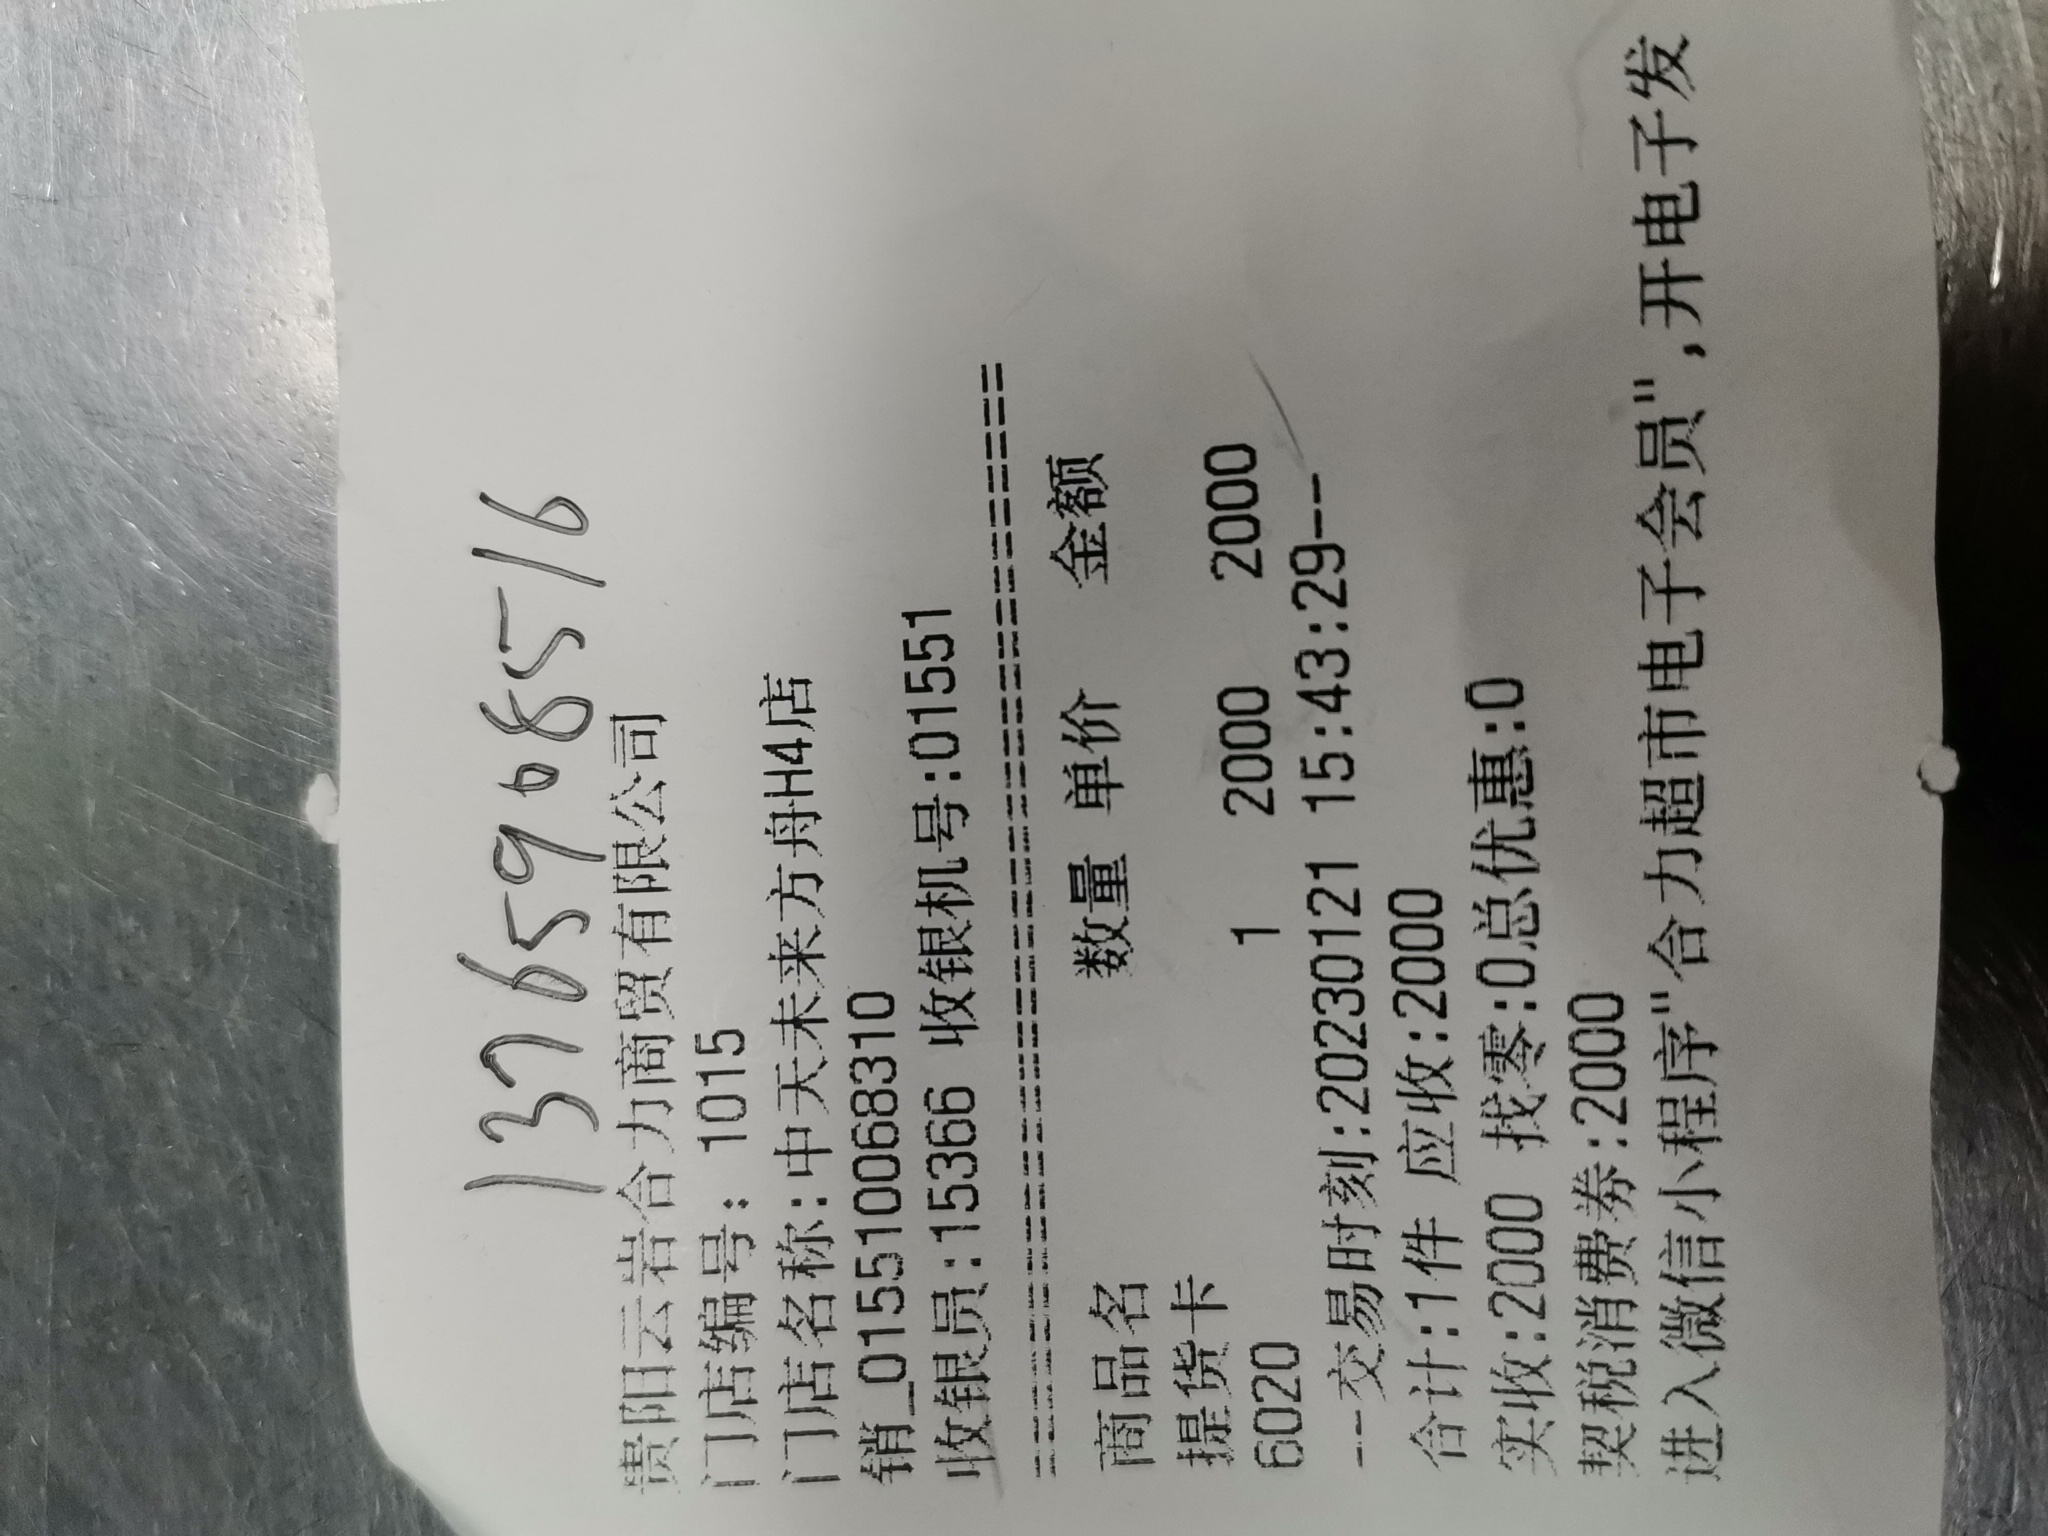 13765908516
贵阳云岩合力商贸有限公司
门店编号: 1015
门店名称:中天未来方舟H4店
销_015510068310
收银员:15366 收银机号:01551
商品名 数量 单价 金额
提货卡
6020 1 2000 2000
--交易时刻:20230121 15:43:29--
合计:1件 应收:2000
实收:2000 找零:0总优惠:0
契税消费券:2000
进入微信小程序"合力超市电子会员",开电子发